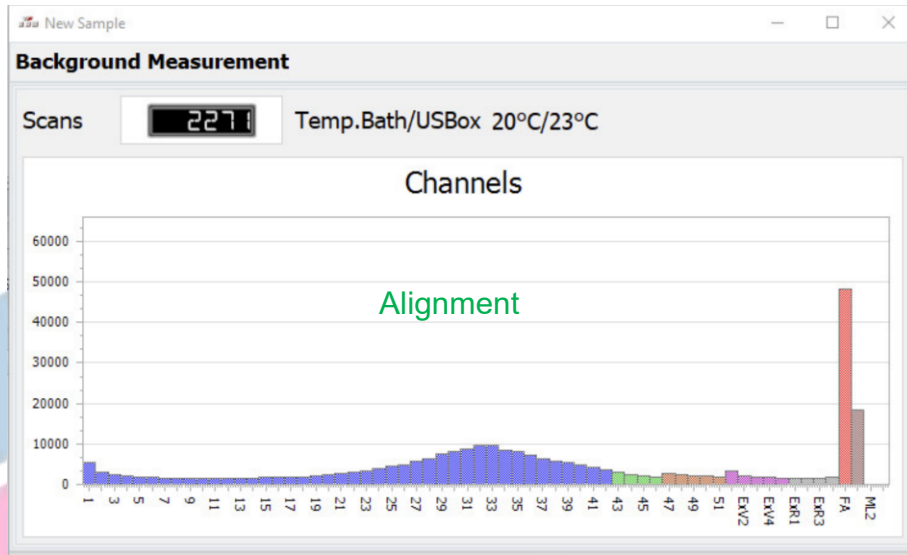 New Sample
Background Measurement
Scans 2271 Temp.Bath/USBox 20°C/23°C
Channels
60000
50000
Alignment
40000
30000
20000
10000
0
1 3 5 7 9 11 13 15 17 19 21 23 25 27 29 31 33 35 37 39 41 43 45 47 49 51 ExV2 ExV4 ExR1 ExR3 FA ML2